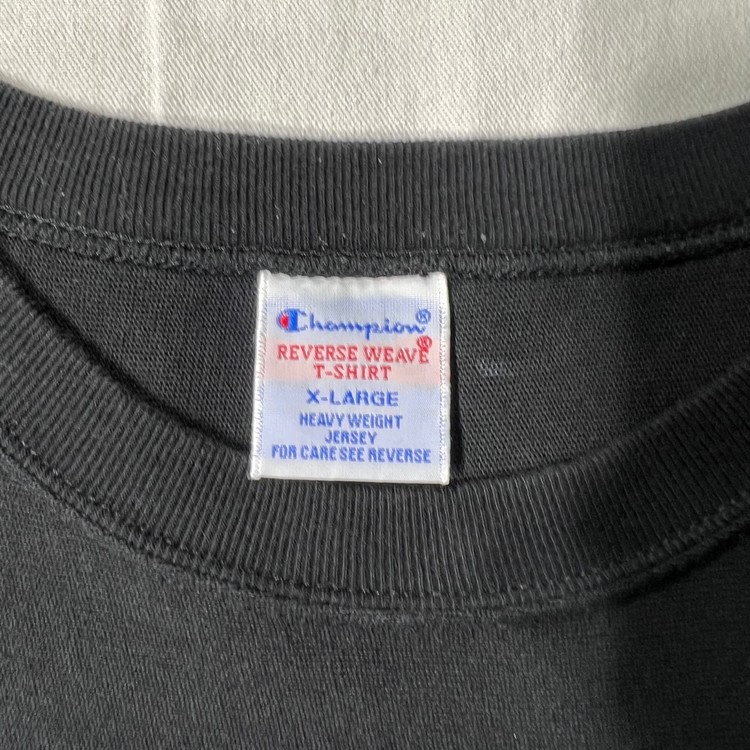 Champion®
REVERSE WEAVE®
T-SHIRT
X-LARGE
HEAVY WEIGHT
JERSEY
FOR CARE SEE REVERSE